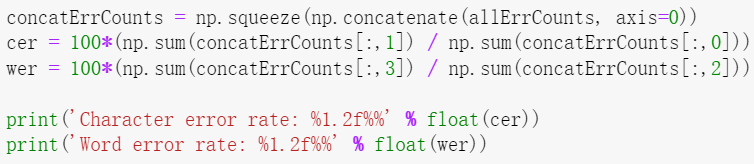 concatErrCounts = np.squeeze(np.concatenate(allErrCounts, axis=0))
cer = 100*(np.sum(concatErrCounts[:,1]) / np.sum(concatErrCounts[:,0]))
wer = 100*(np.sum(concatErrCounts[:,3]) / np.sum(concatErrCounts[:,2]))
print('Character error rate: %1.2f%%' % float(cer))
print('Word error rate: %1.2f%%' % float(wer))